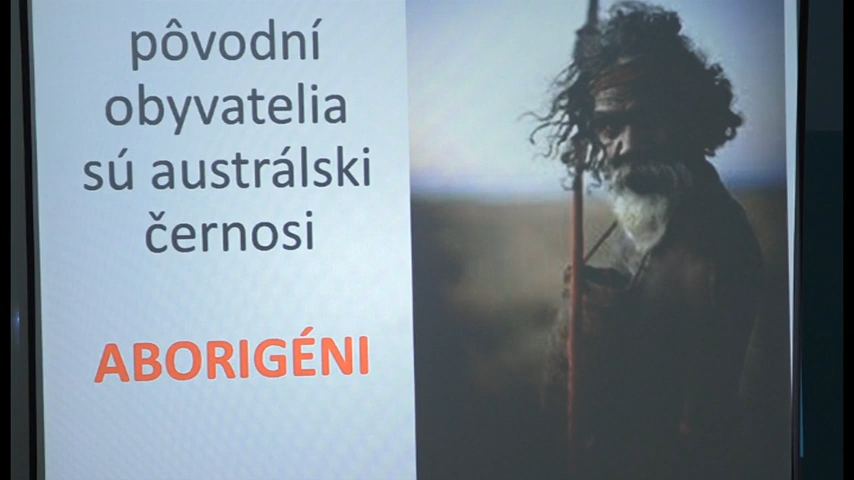 pôvodní
obyvatelia
sú austrálski
černosi
ABORIGÉNI